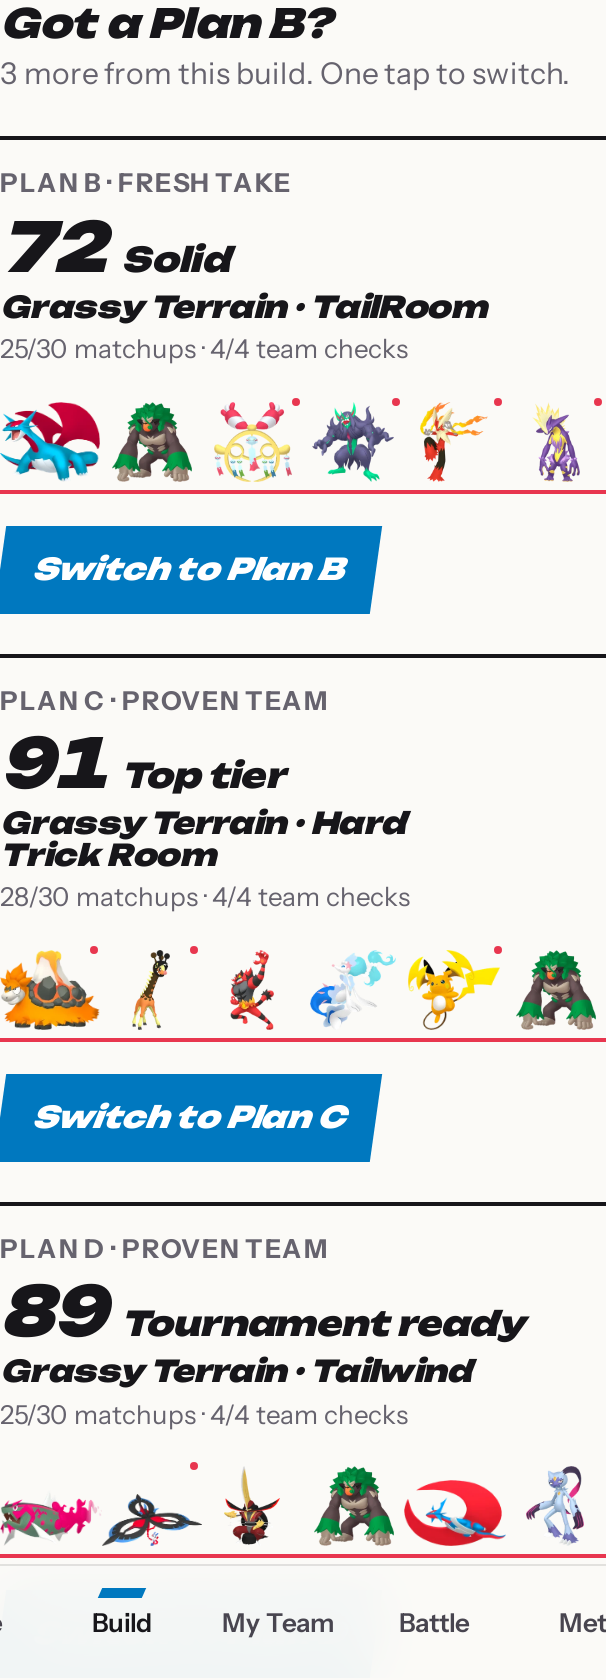 Got a Plan B?
3 more from this build. One tap to switch.
PLAN B · FRESH TAKE
72 Solid
Grassy Terrain · TailRoom
25/30 matchups · 4/4 team checks
Switch to Plan B
PLAN C · PROVEN TEAM
91 Top tier
Grassy Terrain · Hard
Trick Room
28/30 matchups · 4/4 team checks
Switch to Plan C
PLAN D · PROVEN TEAM
89 Tournament ready
Grassy Terrain · Tailwind
25/30 matchups · 4/4 team checks
Build My Team Battle Met